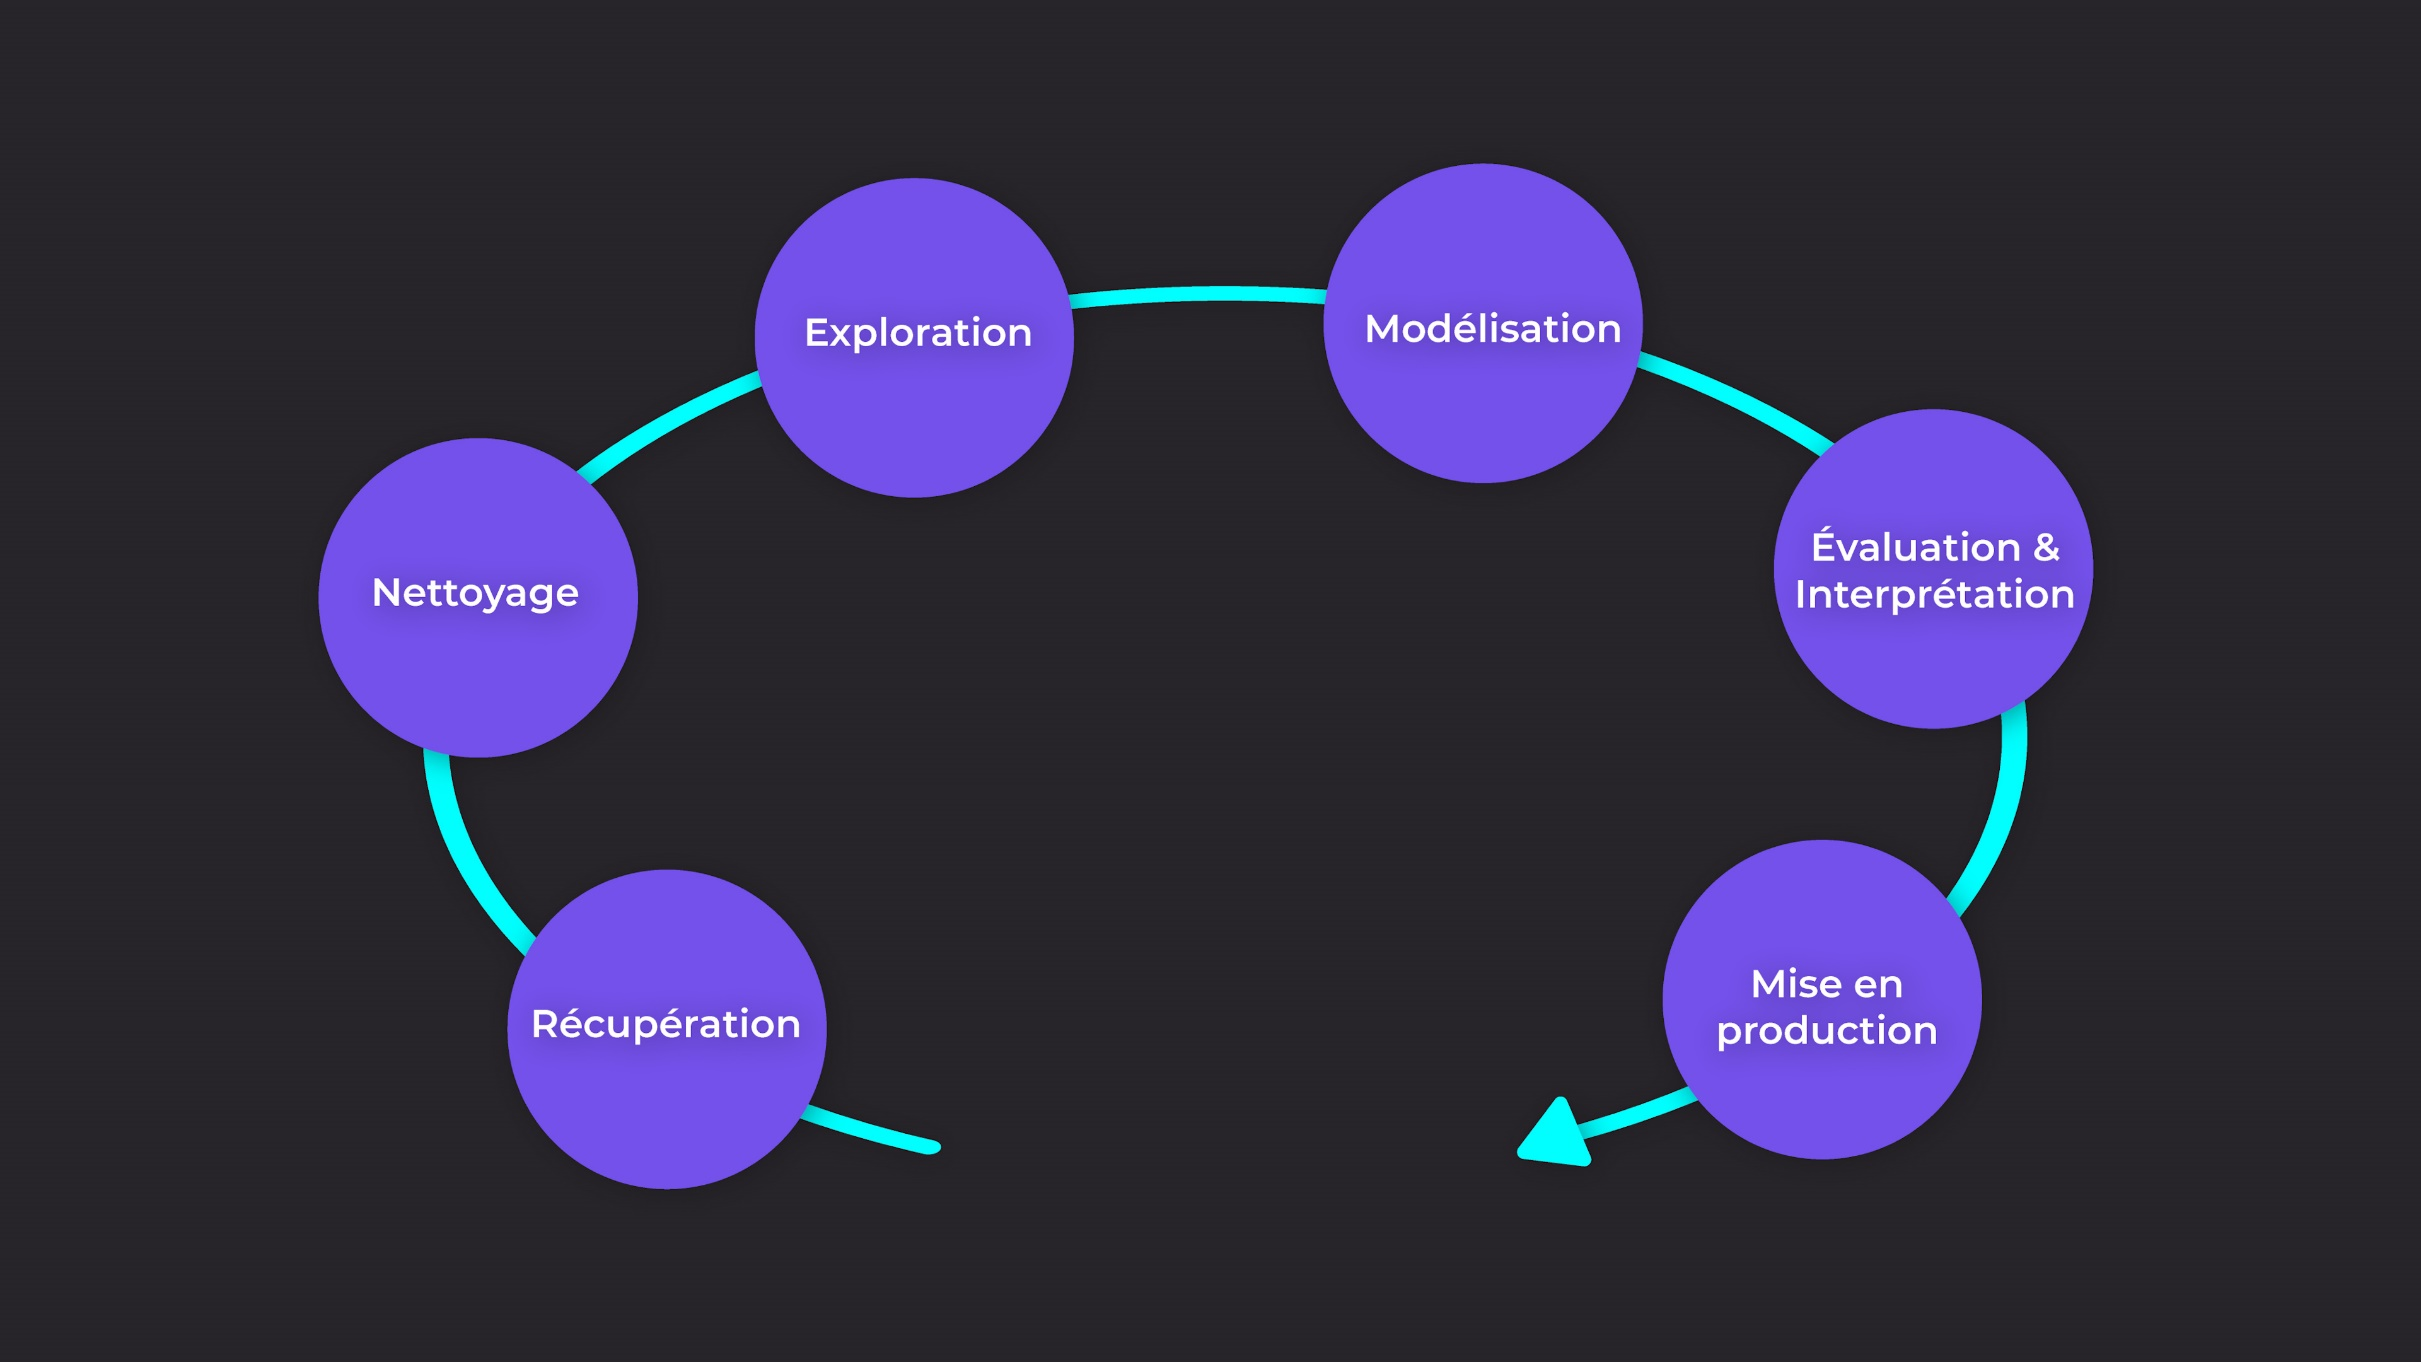 Exploration
Modélisation
Évaluation &
Interprétation
Nettoyage
Mise en
production
Récupération